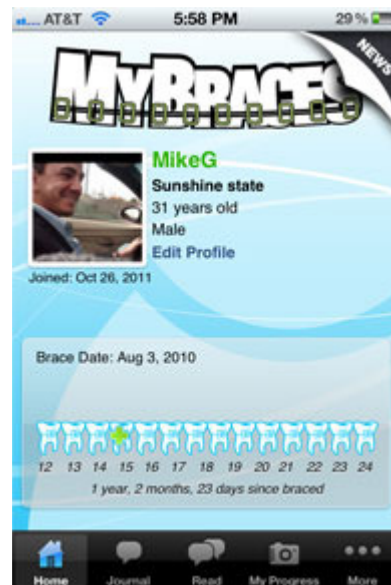 AT&T 5:58 PM 29%
NEWS
MYBRACES
MikeG
Sunshine state
31 years old
Male
Edit Profile
Joined: Oct 26, 2011
Brace Date: Aug 3, 2010
12 13 14 15 16 17 18 19 20 21 22 23 24
1 year, 2 months, 23 days since braced
Home Journal Read My Progress More